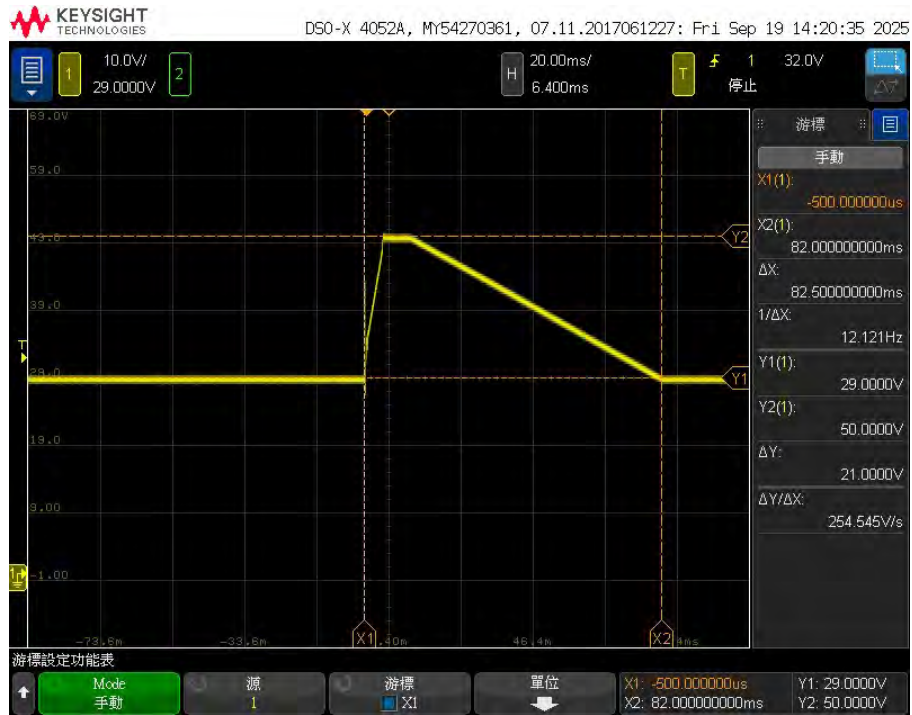 KEYSIGHT
TECHNOLOGIES
DSO-X 4052A, MY54270361, 07.11.2017061227: Fri Sep 19 14:20:35 2025
1
10.0V/
29.0000V
2
H
20.00ms/
6.400ms
T
1
32.0V
停止
69.0V
59.0
39.0
19.0
9.00
-1.00
T
Y2
Y1
-73.6m
-33.6m
X1
.40m
46.4m
X2
游標
手動
X1(1):
-500.000000us
X2(1):
82.000000000ms
ΔX:
82.500000000ms
1/ΔX:
12.121Hz
Y1(1):
29.0000V
Y2(1):
50.0000V
ΔY:
21.0000V
ΔY/ΔX:
254.545V/s
游標設定功能表
Mode
手動
源
1
游標
X1
單位
X1: -500.000000us
X2: 82.000000000ms
Y1: 29.0000V
Y2: 50.0000V